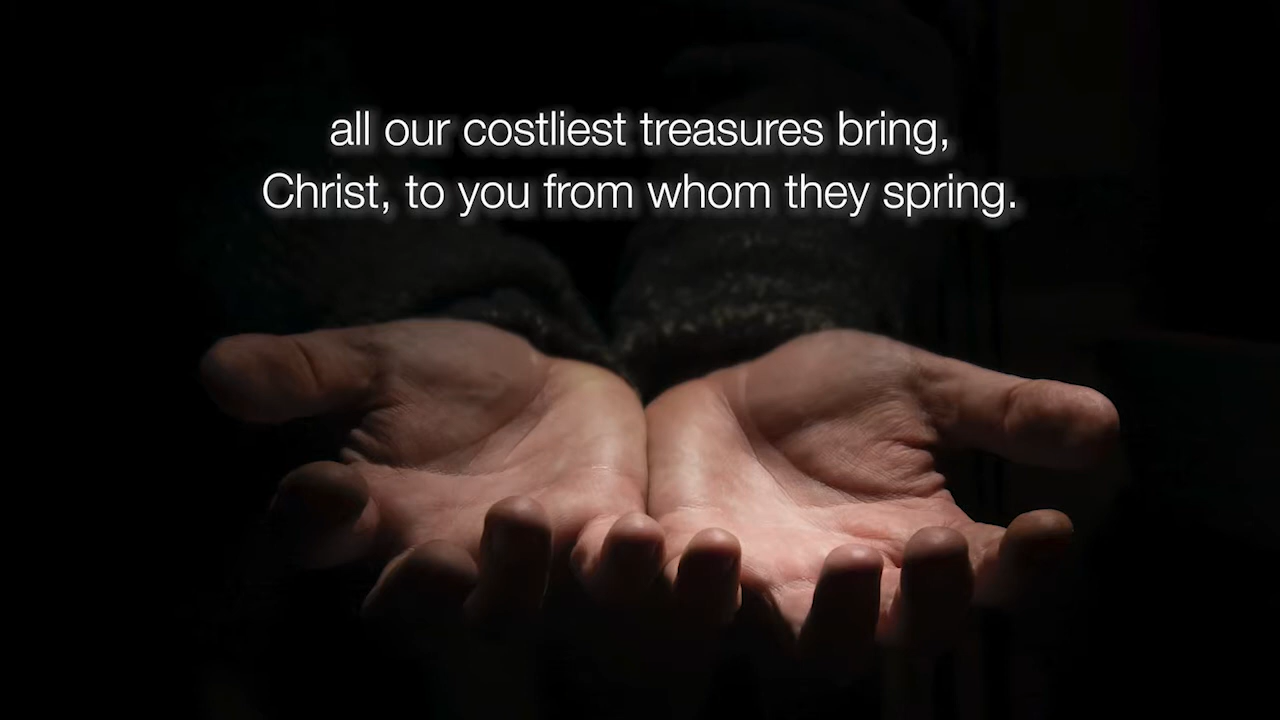 all our costliest treasures bring,
Christ, to you from whom they spring.